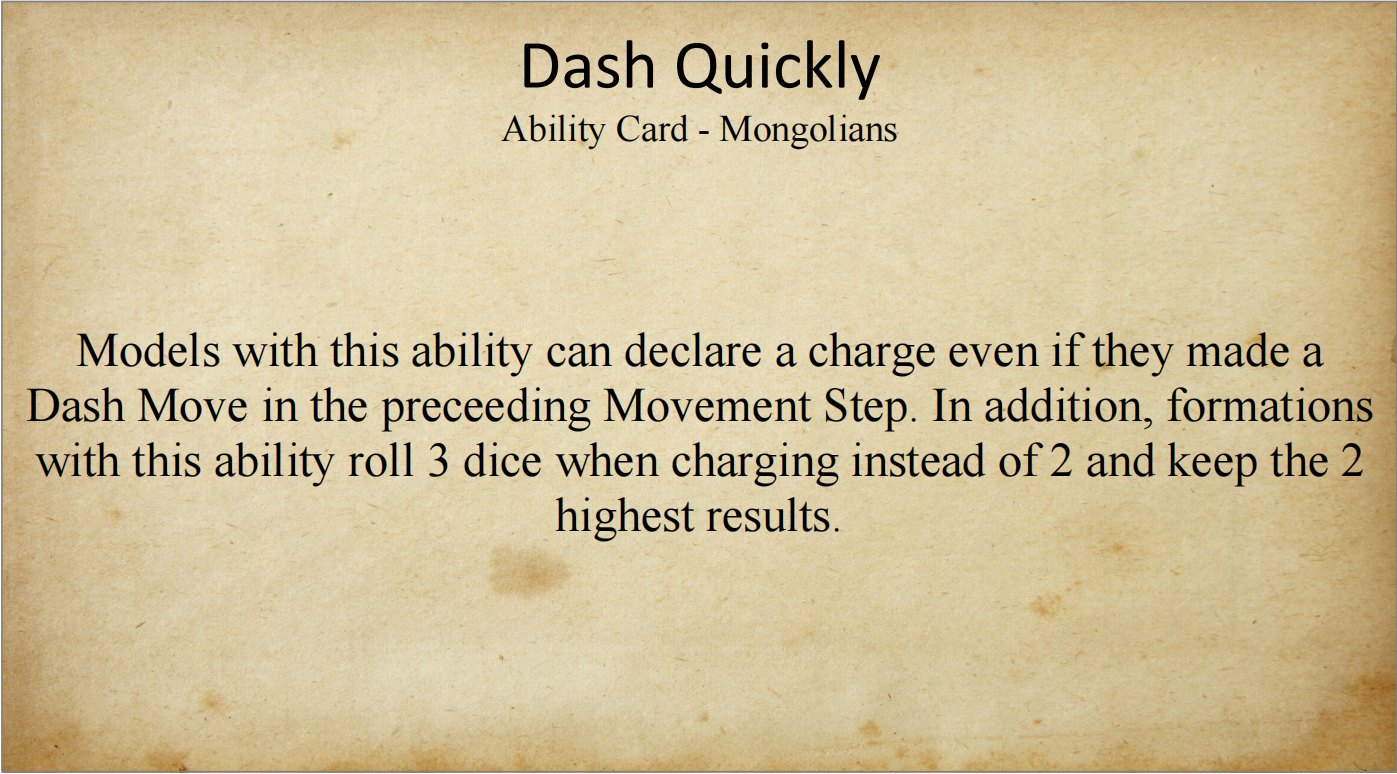 Dash Quickly
Ability Card - Mongolians
Models with this ability can declare a charge even if they made a
Dash Move in the preceeding Movement Step. In addition, formations
with this ability roll 3 dice when charging instead of 2 and keep the 2
highest results.